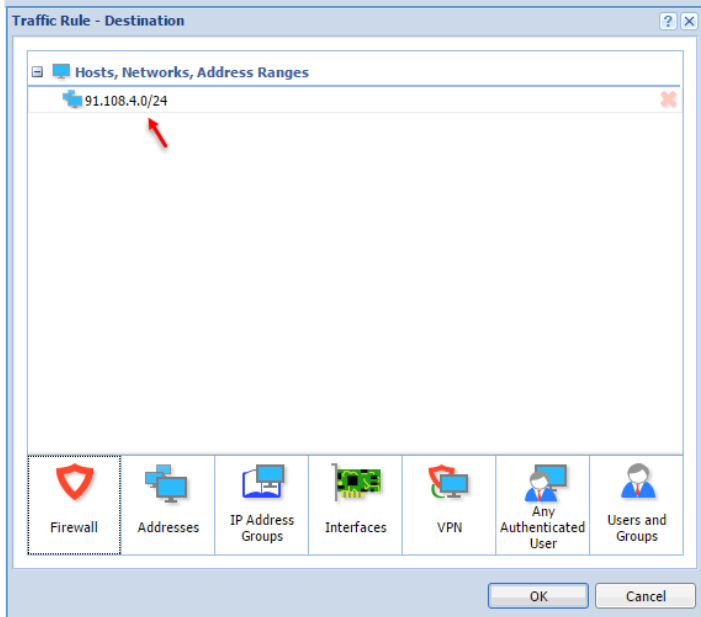 Traffic Rule - Destination
Hosts, Networks, Address Ranges
91.108.4.0/24
Firewall
Addresses
IP Address
Groups
Interfaces
VPN
Any
Authenticated
User
Users and
Groups
OK
Cancel